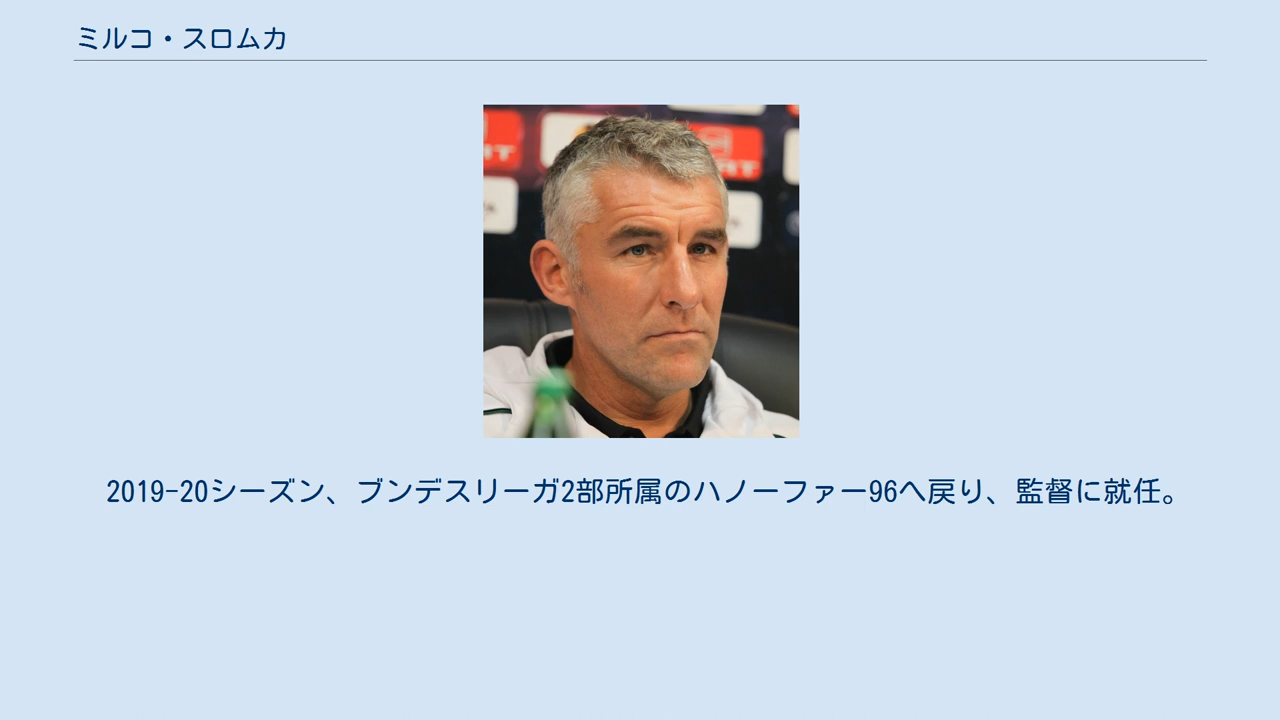 ミルコ・スロムカ
2019-20シーズン、ブンデスリーガ2部所属のハノーファー96へ戻り、監督に就任。